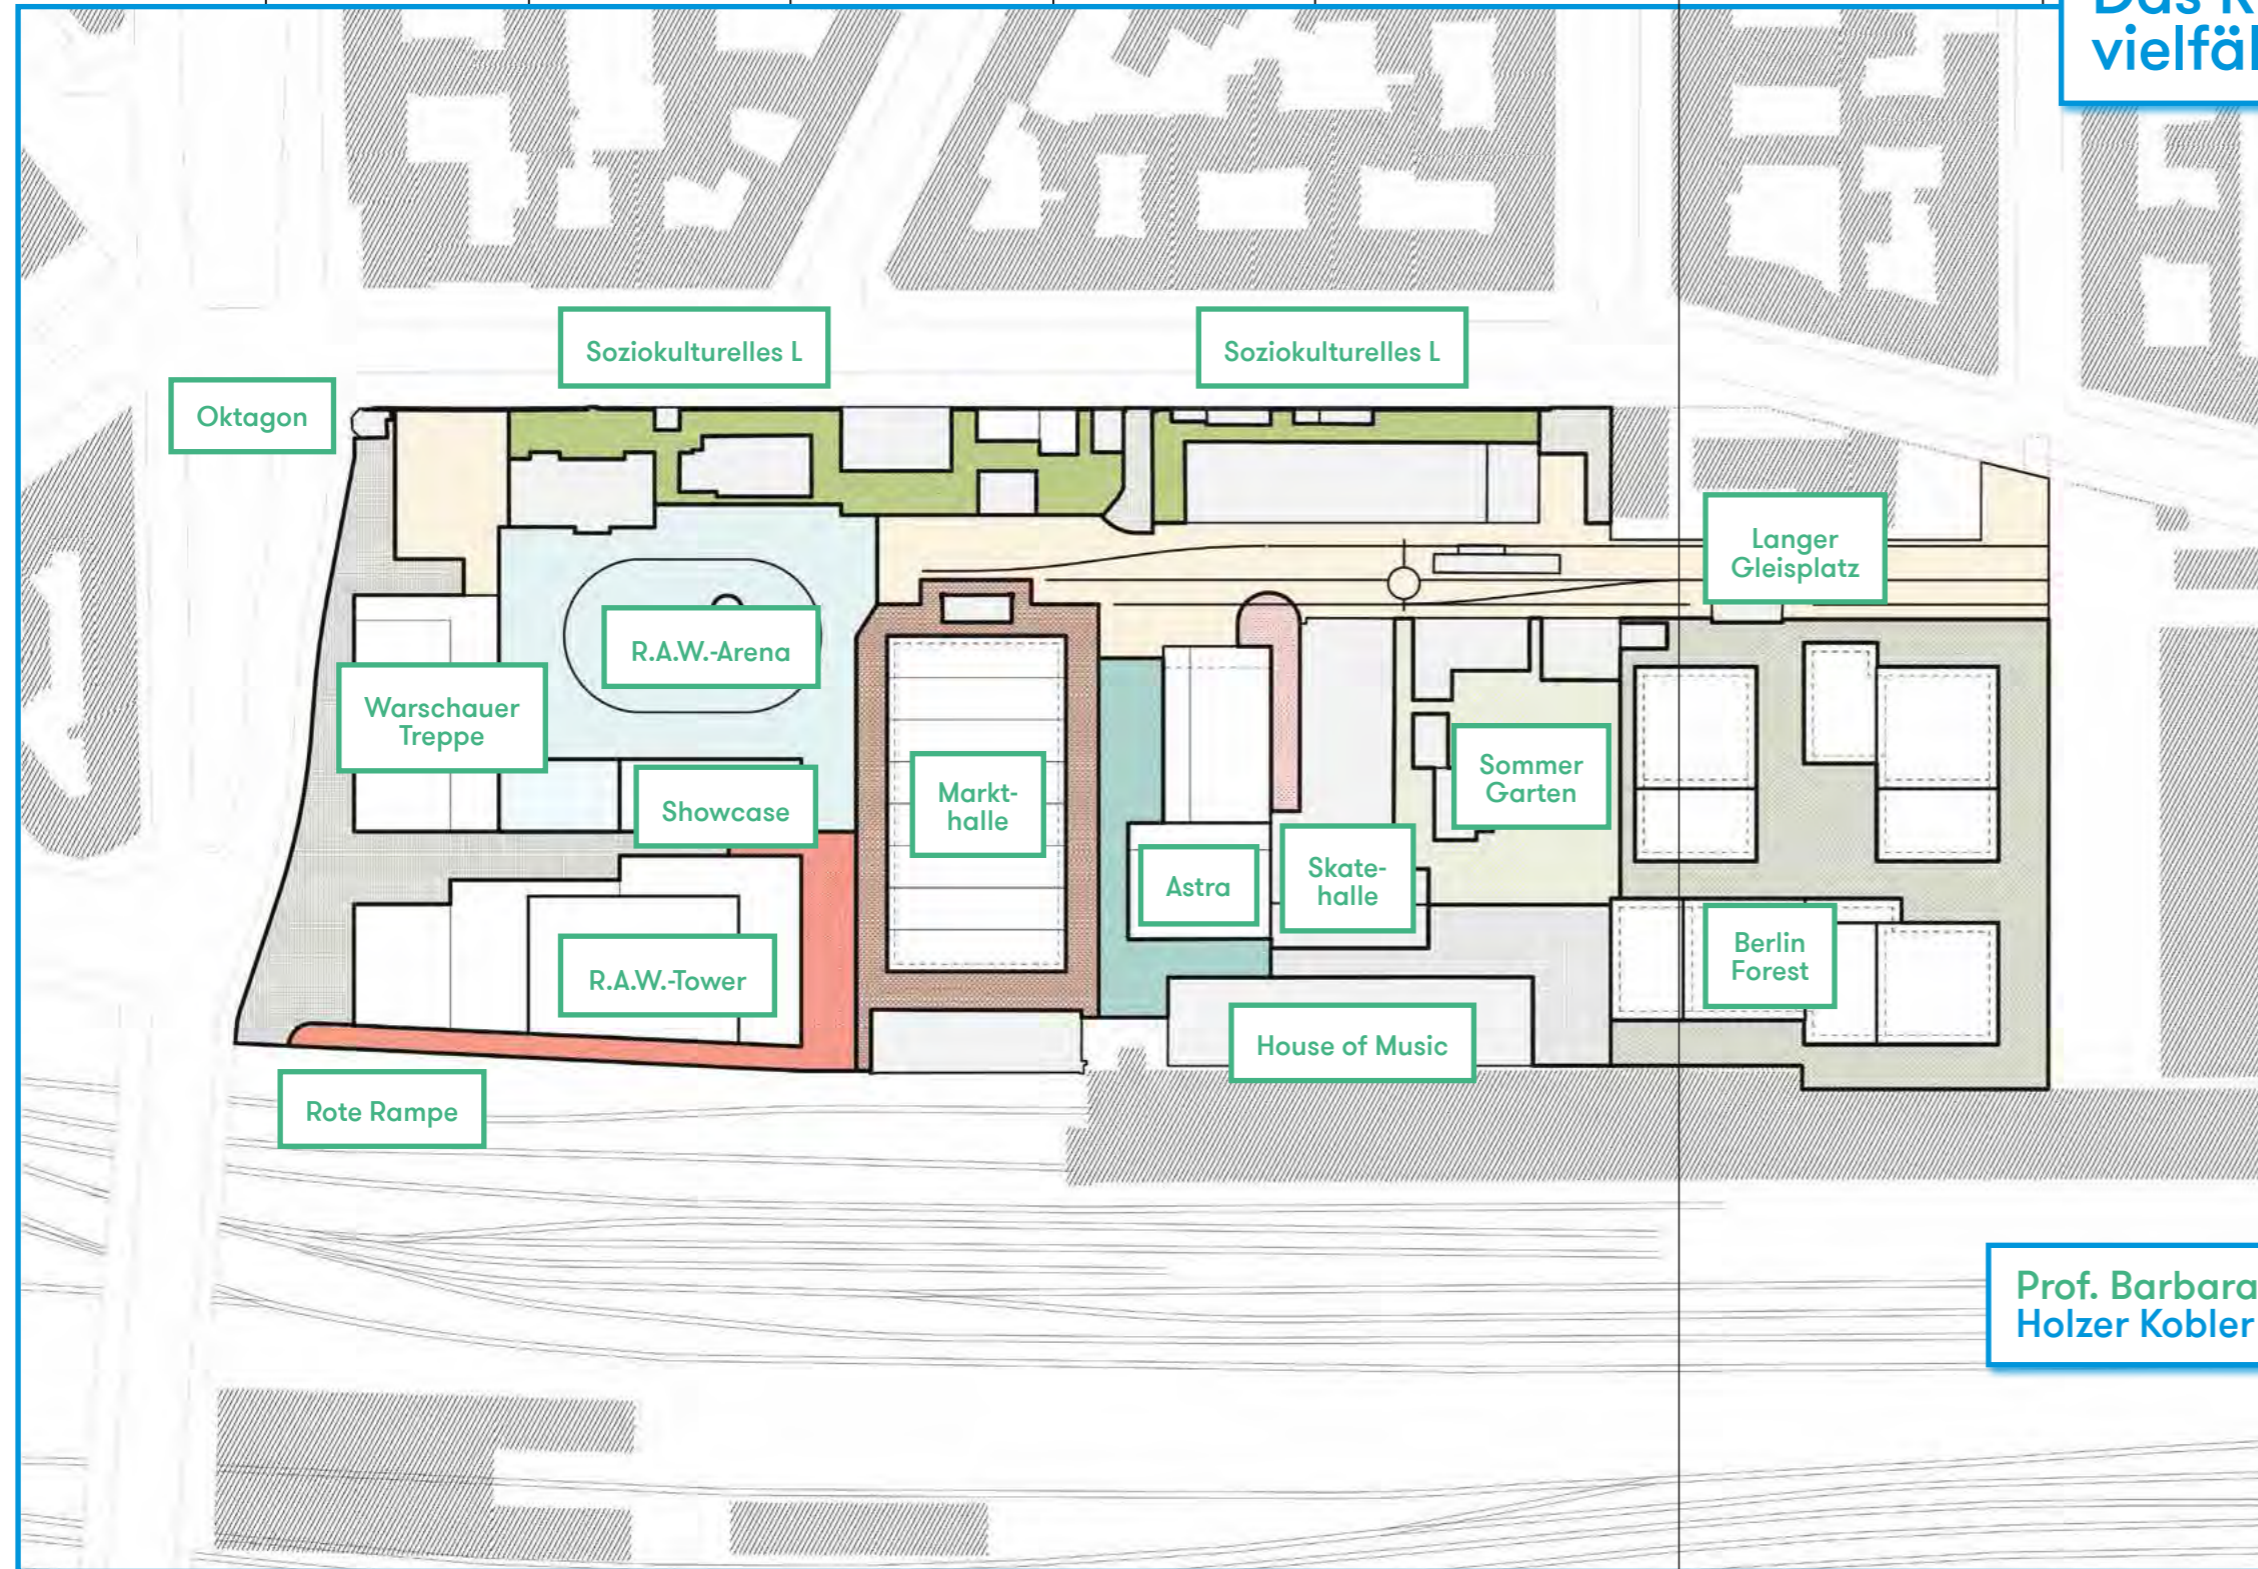 vielfäl
Soziokulturelles L
Soziokulturelles L
Oktagon
Langer
Gleisplatz
R.A.W.-Arena
Warschauer
Treppe
Showcase
Markt-
halle
Sommer
Garten
Astra
Skate-
halle
R.A.W.-Tower
Berlin
Forest
House of Music
Rote Rampe
Prof. Barbara
Holzer Kobler